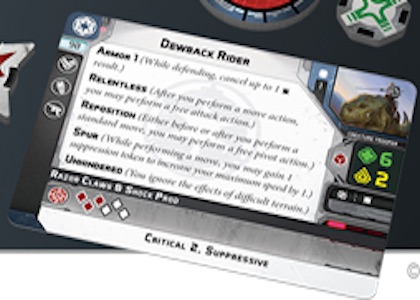 DEWBACK RIDER
90
ARMOR 1 (While defending, cancel up to 1
result.)
RELENTLESS (After you perform a move action,
you may perform a free attack action.)
REPOSITION (Either before or after you perform a
standard move, you may perform a free pivot action.)
SPUR (While performing a move, you may gain 1
suppression token to increase your maximum speed by 1.)
UNHINDERED (You ignore the effects of difficult terrain.)
CREATURE TROOPER
6
2
RAZOR CLAWS & SHOCK PROD
CRITICAL 2, SUPPRESSIVE
©